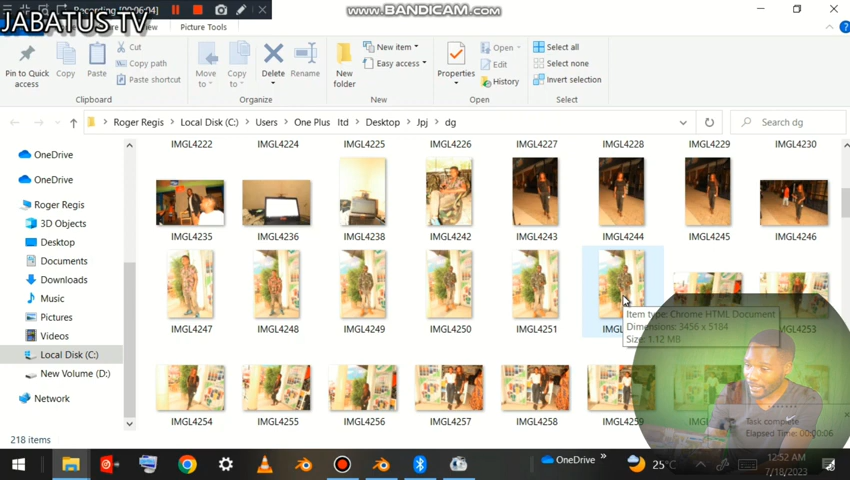 Recording [00:06:04]
www.BANDICAM.com
JABATUS TV
Picture Tools
Pin to Quick access
Copy
Paste
Cut
Copy path
Paste shortcut
Clipboard
Move to
Copy to
Delete
Rename
Organize
New folder
New item
Easy access
New
Properties
Open
Edit
History
Open
Select all
Select none
Invert selection
Select
Roger Regis › Local Disk (C:) › Users › One Plus ltd › Desktop › Jpj › dg
Search dg
OneDrive
OneDrive
Roger Regis
3D Objects
Desktop
Documents
Downloads
Music
Pictures
Videos
Local Disk (C:)
New Volume (D:)
Network
IMGL4222 IMGL4224 IMGL4225 IMGL4226 IMGL4227 IMGL4228 IMGL4229 IMGL4230
IMGL4235 IMGL4236 IMGL4238 IMGL4242 IMGL4243 IMGL4244 IMGL4245 IMGL4246
IMGL4247 IMGL4248 IMGL4249 IMGL4250 IMGL4251 IMGL4253
Item type: Chrome HTML Document
Dimensions: 3456 x 5184
Size: 1.12 MB
IMGL4254 IMGL4255 IMGL4256 IMGL4257 IMGL4258 IMGL4259
Task complete
Elapsed Time: 00:00:06
218 items
OneDrive
25°C
12:52 AM
7/18/2023